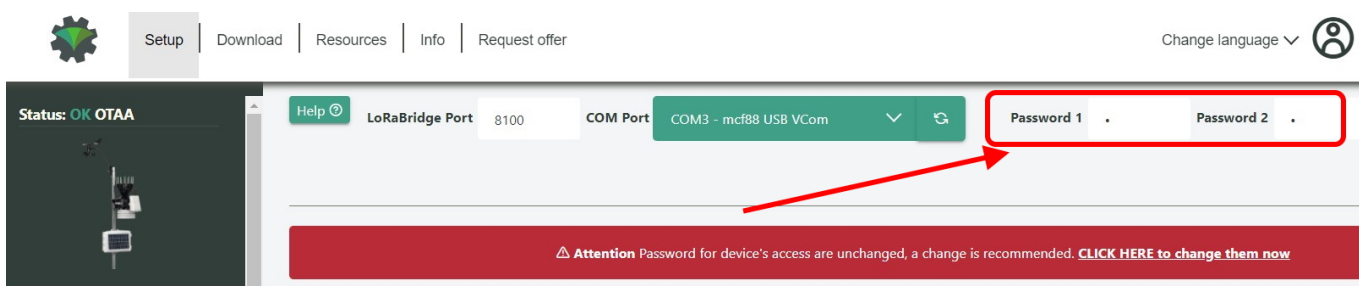 Setup Download Resources Info Request offer Change language
Status: OK OTAA
Help LoRaBridge Port 8100 COM Port COM3 - mcf88 USB VCom Password 1 • Password 2 •
Attention Password for device's access are unchanged, a change is recommended. CLICK HERE to change them now